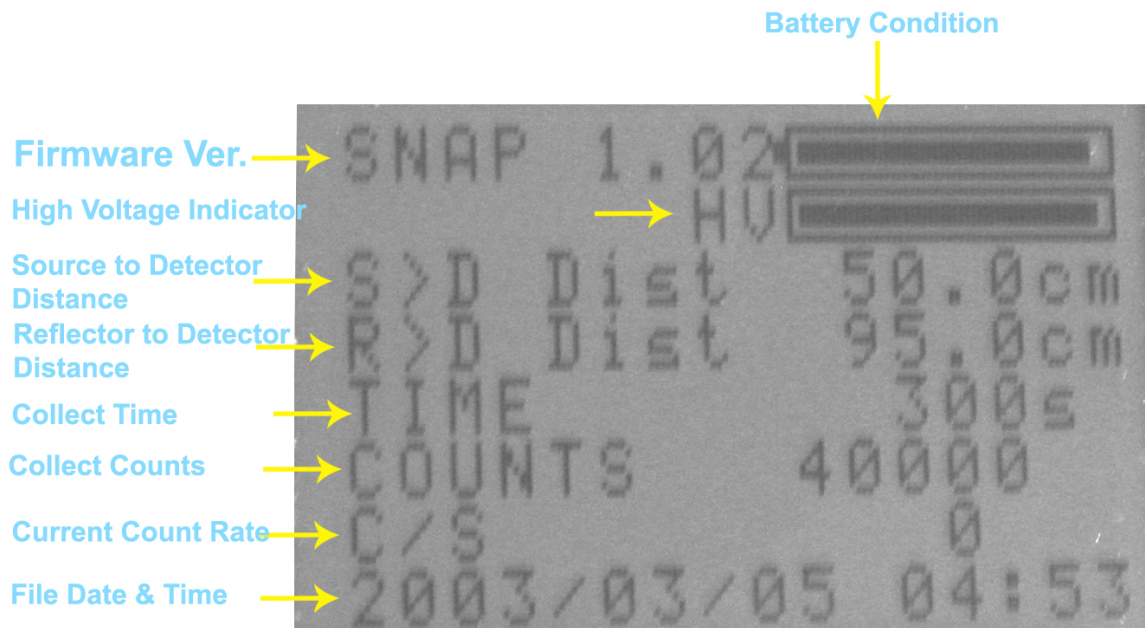 Battery Condition
Firmware Ver.
SNAP 1.02
High Voltage Indicator
HV
Source to Detector
Distance
S>D Dist 50.0cm
Reflector to Detector
Distance
R>D Dist 95.0cm
Collect Time
TIME 300s
Collect Counts
COUNTS 40000
Current Count Rate
C/S 0
File Date & Time
2003/03/05 04:53